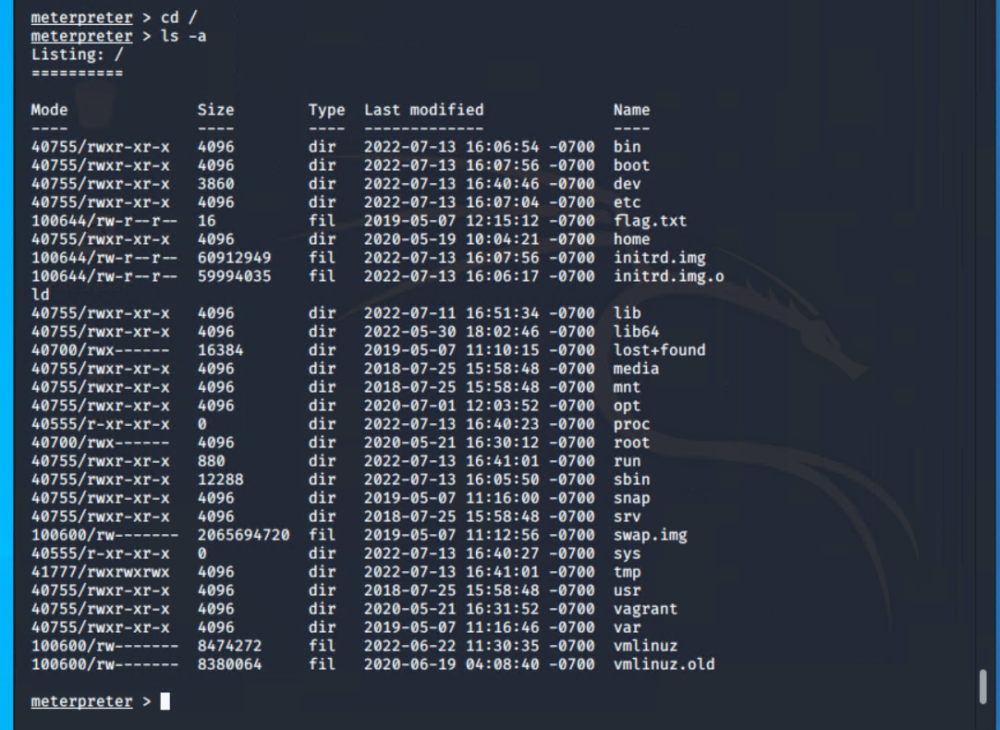 meterpreter > cd /
meterpreter > ls -a
Listing: /
==========
Mode Size Type Last modified Name
---- ---- ---- ------------- ----
40755/rwxr-xr-x 4096 dir 2022-07-13 16:06:54 -0700 bin
40755/rwxr-xr-x 4096 dir 2022-07-13 16:07:56 -0700 boot
40755/rwxr-xr-x 3860 dir 2022-07-13 16:40:46 -0700 dev
40755/rwxr-xr-x 4096 dir 2022-07-13 16:07:04 -0700 etc
100644/rw-r--r-- 16 fil 2019-05-07 12:15:12 -0700 flag.txt
40755/rwxr-xr-x 4096 dir 2020-05-19 10:04:21 -0700 home
100644/rw-r--r-- 60912949 fil 2022-07-13 16:07:56 -0700 initrd.img
100644/rw-r--r-- 59994035 fil 2022-07-13 16:06:17 -0700 initrd.img.o
ld
40755/rwxr-xr-x 4096 dir 2022-07-11 16:51:34 -0700 lib
40755/rwxr-xr-x 4096 dir 2022-05-30 18:02:46 -0700 lib64
40700/rwx------ 16384 dir 2019-05-07 11:10:15 -0700 lost+found
40755/rwxr-xr-x 4096 dir 2018-07-25 15:58:48 -0700 media
40755/rwxr-xr-x 4096 dir 2018-07-25 15:58:48 -0700 mnt
40755/rwxr-xr-x 4096 dir 2020-07-01 12:03:52 -0700 opt
40555/r-xr-xr-x 0 dir 2022-07-13 16:40:23 -0700 proc
40700/rwx------ 4096 dir 2020-05-21 16:30:12 -0700 root
40755/rwxr-xr-x 880 dir 2022-07-13 16:41:01 -0700 run
40755/rwxr-xr-x 12288 dir 2022-07-13 16:05:50 -0700 sbin
40755/rwxr-xr-x 4096 dir 2019-05-07 11:16:00 -0700 snap
40755/rwxr-xr-x 4096 dir 2018-07-25 15:58:48 -0700 srv
100600/rw------- 2065694720 fil 2019-05-07 11:12:56 -0700 swap.img
40555/r-xr-xr-x 0 dir 2022-07-13 16:40:27 -0700 sys
41777/rwxrwxrwx 4096 dir 2022-07-13 16:41:01 -0700 tmp
40755/rwxr-xr-x 4096 dir 2018-07-25 15:58:48 -0700 usr
40755/rwxr-xr-x 4096 dir 2020-05-21 16:31:52 -0700 vagrant
40755/rwxr-xr-x 4096 dir 2019-05-07 11:16:46 -0700 var
100600/rw------- 8474272 fil 2022-06-22 11:30:35 -0700 vmlinuz
100600/rw------- 8380064 fil 2020-06-19 04:08:40 -0700 vmlinuz.old
meterpreter >